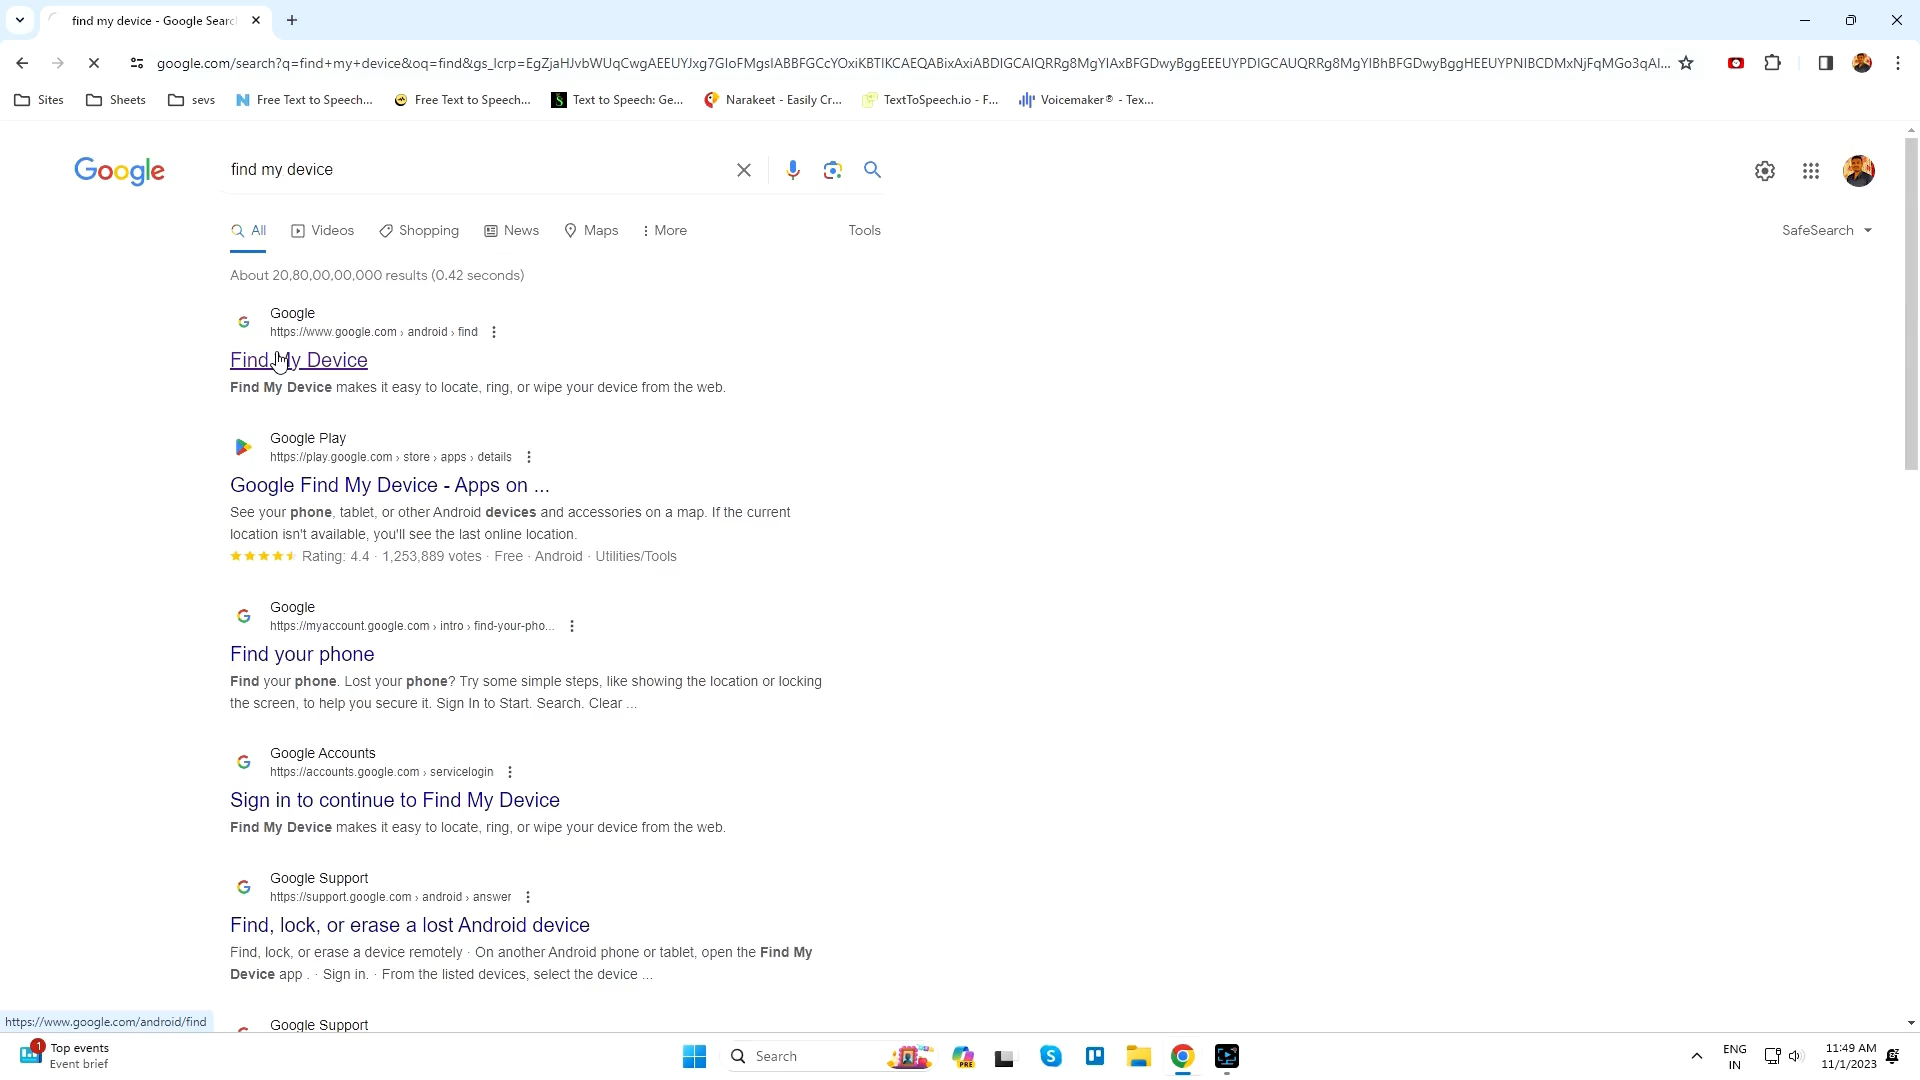 find my device - Google Searc
google.com/search?q=find+my+device&oq=find&gs_lcrp=EgZjaHJvbWUqCwgAEEUYJxg7GIoFMgsIABBFGCcYOxiKBTIKCAEQABixAxiABDIGCAIQRRg8MgYIAxBFGDwyBggEEEUYPDIGCAUQRRg8MgYIBhBFGDwyBggHEEUYPNIBCDMxNjFqMGo3qAI...
Sites Sheets sevs Free Text to Speech... Free Text to Speech... Text to Speech: Ge... Narakeet - Easily Cr... TextToSpeech.io - F... Voicemaker® - Tex...
Google find my device
All Videos Shopping News Maps More Tools SafeSearch
About 20,80,00,00,000 results (0.42 seconds)
Google
https://www.google.com › android › find
Find My Device
Find My Device makes it easy to locate, ring, or wipe your device from the web.
Google Play
https://play.google.com › store › apps › details
Google Find My Device - Apps on ...
See your phone, tablet, or other Android devices and accessories on a map. If the current
location isn't available, you'll see the last online location.
Rating: 4.4 · 1,253,889 votes · Free · Android · Utilities/Tools
Google
https://myaccount.google.com › intro › find-your-pho...
Find your phone
Find your phone. Lost your phone? Try some simple steps, like showing the location or locking
the screen, to help you secure it. Sign In to Start. Search. Clear ...
Google Accounts
https://accounts.google.com › servicelogin
Sign in to continue to Find My Device
Find My Device makes it easy to locate, ring, or wipe your device from the web.
Google Support
https://support.google.com › android › answer
Find, lock, or erase a lost Android device
Find, lock, or erase a device remotely · On another Android phone or tablet, open the Find My
Device app . · Sign in. · From the listed devices, select the device ...
Google Support
https://www.google.com/android/find
1 Top events
Event brief
Search
PRE
ENG
IN
11:49 AM
11/1/2023